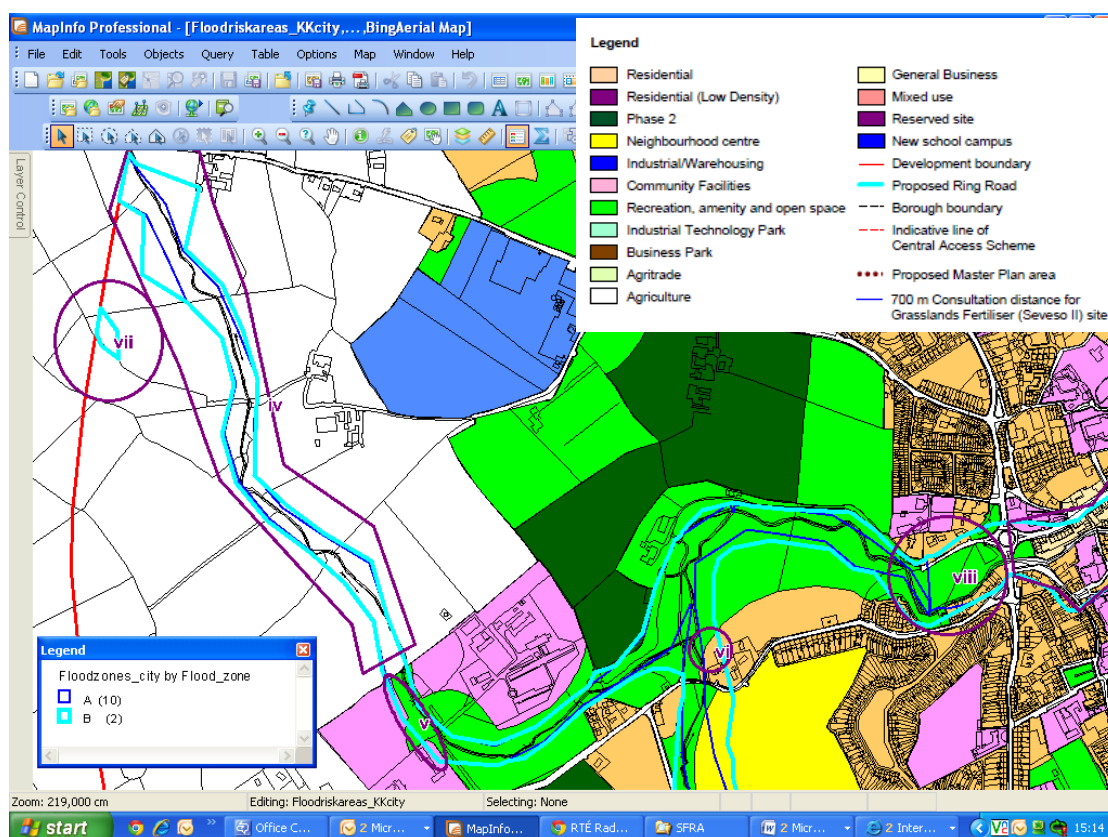 MapInfo Professional - [Floodriskareas_KKcity,...,BingAerial Map]
File Edit Tools Objects Query Table Options Map Window Help
Layer Control
Legend
Residential
Residential (Low Density)
Phase 2
Neighbourhood centre
Industrial/Warehousing
Community Facilities
Recreation, amenity and open space
Industrial Technology Park
Business Park
Agritrade
Agriculture
General Business
Mixed use
Reserved site
New school campus
Development boundary
Proposed Ring Road
Borough boundary
Indicative line of
Central Access Scheme
Proposed Master Plan area
700 m Consultation distance for
Grasslands Fertiliser (Seveso II) site
vii
iv
viii
vi
v
Legend
Floodzones_city by Flood_zone
A (10)
B (2)
Zoom: 219,000 cm Editing: Floodriskareas_KKcity Selecting: None
start Office C... 2 Micr... MapInfo... RTÉ Rad... SFRA 2 Micr... 2 Inter... 15:14